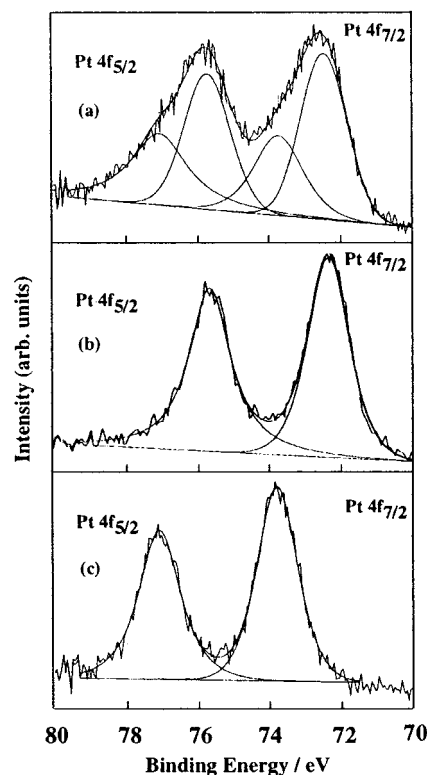 Pt 4f5/2
Pt 4f7/2
(a)
Pt 4f5/2
Pt 4f7/2
(b)
Pt 4f5/2
Pt 4f7/2
(c)
Intensity (arb. units)
80 78 76 74 72 70
Binding Energy / eV